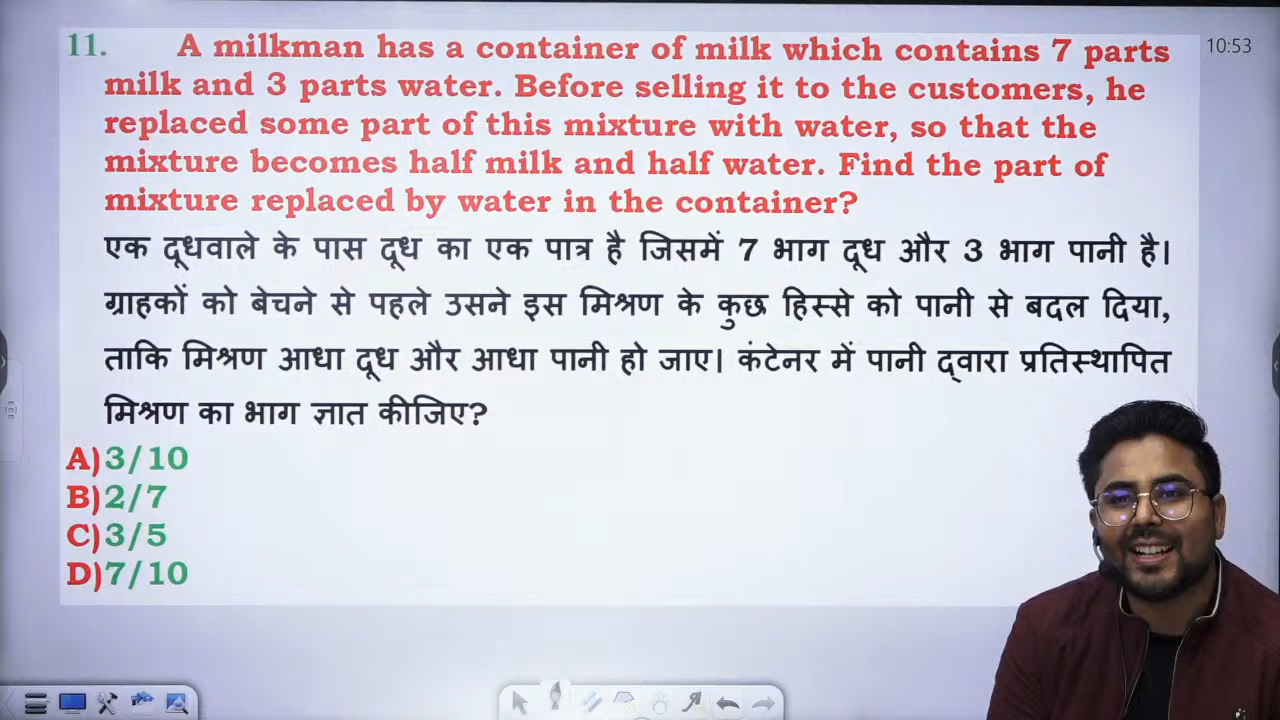 10:53
11. A milkman has a container of milk which contains 7 parts
milk and 3 parts water. Before selling it to the customers, he
replaced some part of this mixture with water, so that the
mixture becomes half milk and half water. Find the part of
mixture replaced by water in the container?
एक दूधवाले के पास दूध का एक पात्र है जिसमें 7 भाग दूध और 3 भाग पानी है।
ग्राहकों को बेचने से पहले उसने इस मिश्रण के कुछ हिस्से को पानी से बदल दिया,
ताकि मिश्रण आधा दूध और आधा पानी हो जाए। कंटेनर में पानी द्वारा प्रतिस्थापित
मिश्रण का भाग ज्ञात कीजिए?
A)3/10
B)2/7
C)3/5
D)7/10